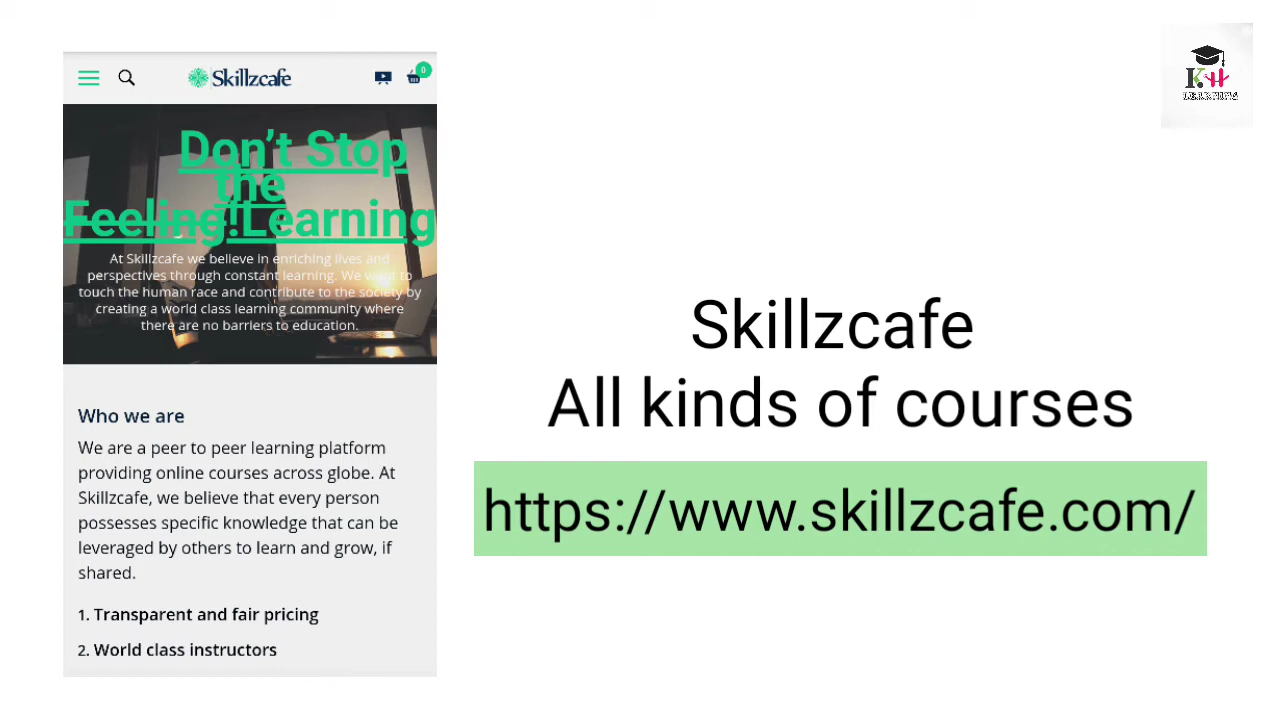 Skillzcafe
0
Don’t Stop
the
Feeling!Learning
At Skillzcafe we believe in enriching lives and
perspectives through constant learning. We want to
touch the human race and contribute to the society by
creating a world class learning community where
there are no barriers to education.
Who we are
We are a peer to peer learning platform
providing online courses across globe. At
Skillzcafe, we believe that every person
possesses specific knowledge that can be
leveraged by others to learn and grow, if
shared.
1. Transparent and fair pricing
2. World class instructors
Skillzcafe
All kinds of courses
https://www.skillzcafe.com/
K H
LEARNING